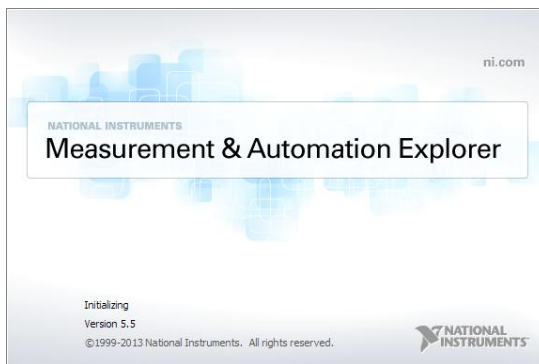 ni.com
NATIONAL INSTRUMENTS
Measurement & Automation Explorer
Initializing
Version 5.5
©1999-2013 National Instruments. All rights reserved.
NATIONAL
INSTRUMENTS™